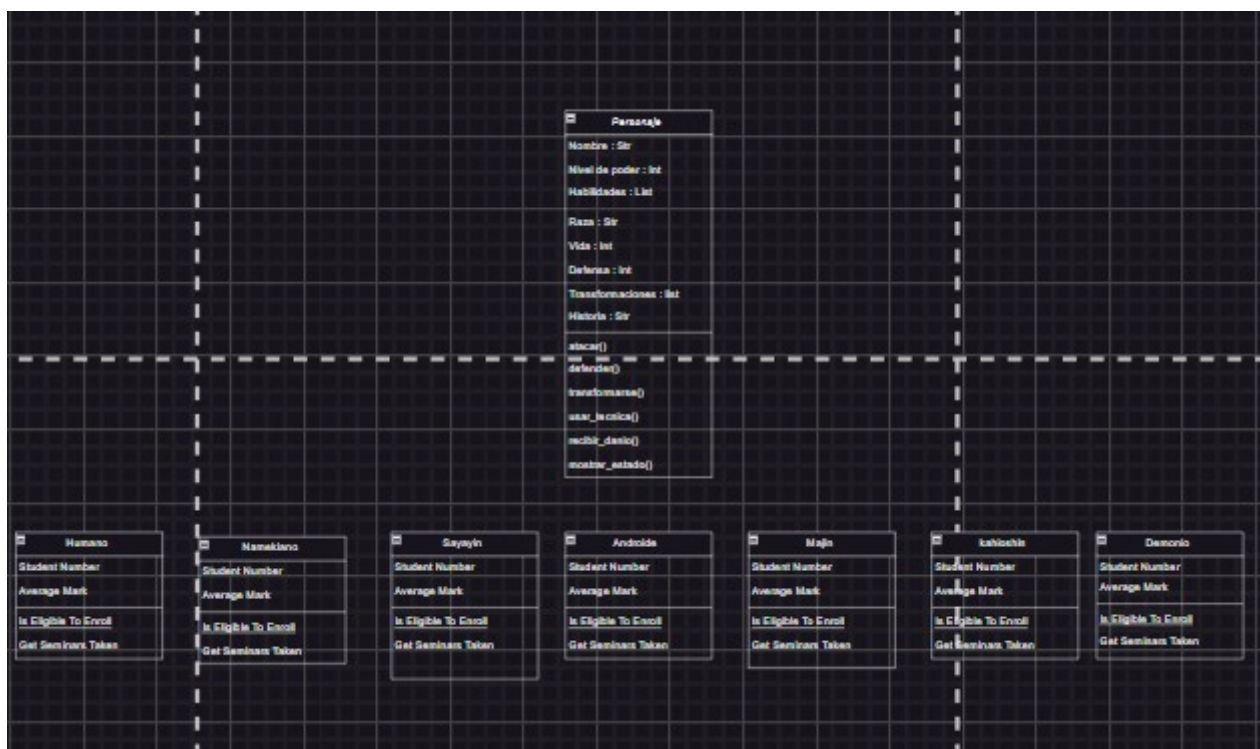 Personaje
Nombre : Str
Nivel de poder : Int
Habilidades : List
Raza : Str
Vida : Int
Defensa : Int
Transformaciones : list
Historia : Str
atacar()
defender()
transformarse()
usar_tecnica()
recibir_danio()
mostrar_estado()
Humano
Student Number
Average Mark
Is Eligible To Enroll
Get Seminars Taken
Namekiano
Student Number
Average Mark
Is Eligible To Enroll
Get Seminars Taken
Sayayin
Student Number
Average Mark
Is Eligible To Enroll
Get Seminars Taken
Androide
Student Number
Average Mark
Is Eligible To Enroll
Get Seminars Taken
Majin
Student Number
Average Mark
Is Eligible To Enroll
Get Seminars Taken
kahioshin
Student Number
Average Mark
Is Eligible To Enroll
Get Seminars Taken
Demonio
Student Number
Average Mark
Is Eligible To Enroll
Get Seminars Taken